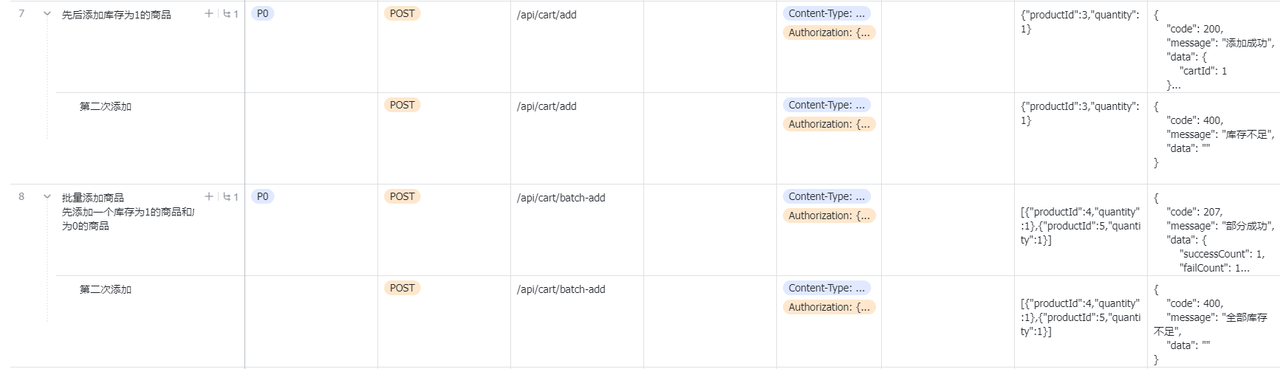 7 先后添加库存为1的商品 1 P0 POST /api/cart/add Content-Type: ...
Authorization: {...
{"productId":3,"quantity":
1}
{
"code": 200,
"message": "添加成功",
"data": {
"cartId": 1
}...
第二次添加 POST /api/cart/add Content-Type: ...
Authorization: {...
{"productId":3,"quantity":
1}
{
"code": 400,
"message": "库存不足",
"data": ""
}
8 批量添加商品 1 P0 POST /api/cart/batch-add Content-Type: ...
先添加一个库存为1的商品和
为0的商品
Authorization: {...
[{"productId":4,"quantity"
:1},{"productId":5,"quanti
ty":1}]
{
"code": 207,
"message": "部分成功",
"data": {
"successCount": 1,
"failCount": 1...
第二次添加 POST /api/cart/batch-add Content-Type: ...
Authorization: {...
[{"productId":4,"quantity"
:1},{"productId":5,"quanti
ty":1}]
{
"code": 400,
"message": "全部库存
不足",
"data": ""
}